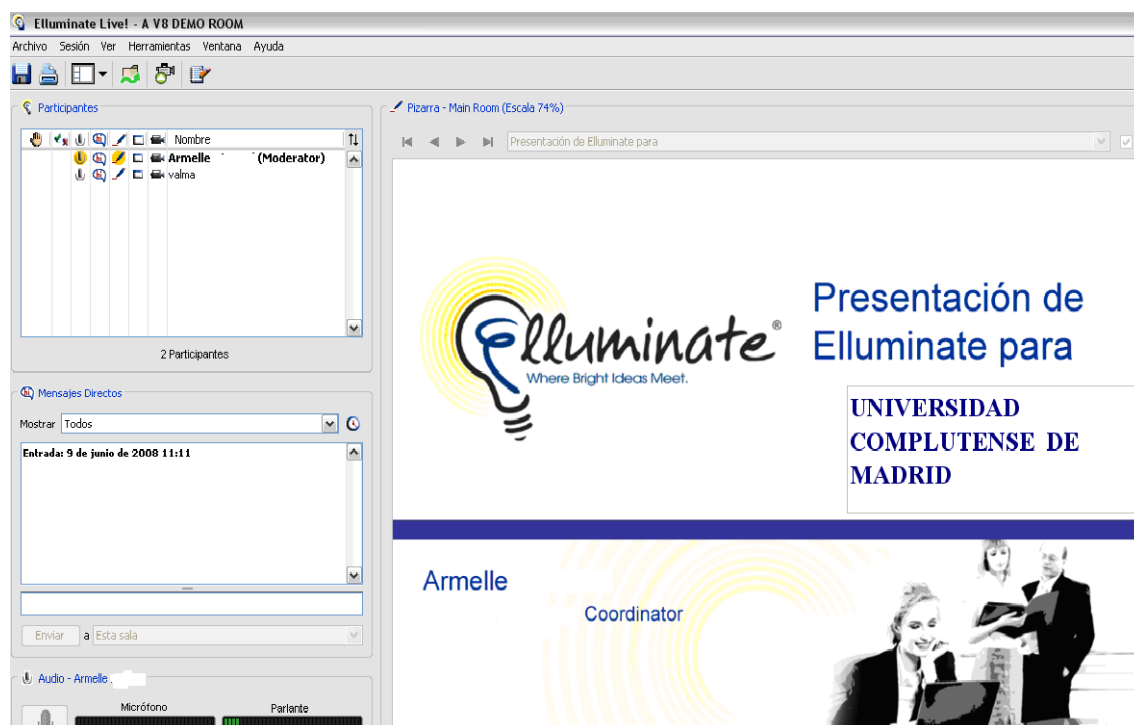 Elluminate Live! - A V8 DEMO ROOM
Archivo Sesión Ver Herramientas Ventana Ayuda
Participantes
Nombre
Armelle (Moderator)
valma
2 Participantes
Mensajes Directos
Mostrar Todos
Entrada: 9 de junio de 2008 11:11
Enviar a Esta sala
Audio - Armelle
Micrófono Parlante
Pizarra - Main Room (Escala 74%)
Presentación de Elluminate para
Elluminate®
Where Bright Ideas Meet.
Presentación de
Elluminate para
UNIVERSIDAD
COMPLUTENSE DE
MADRID
Armelle
Coordinator